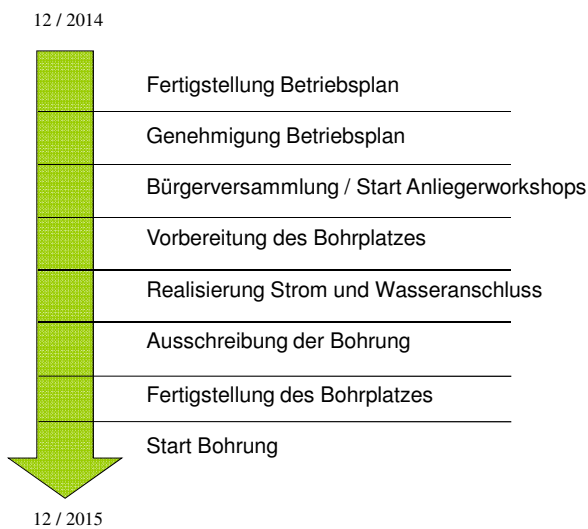 12 / 2014
Fertigstellung Betriebsplan
Genehmigung Betriebsplan
Bürgerversammlung / Start Anliegerworkshops
Vorbereitung des Bohrplatzes
Realisierung Strom und Wasseranschluss
Ausschreibung der Bohrung
Fertigstellung des Bohrplatzes
Start Bohrung
12 / 2015